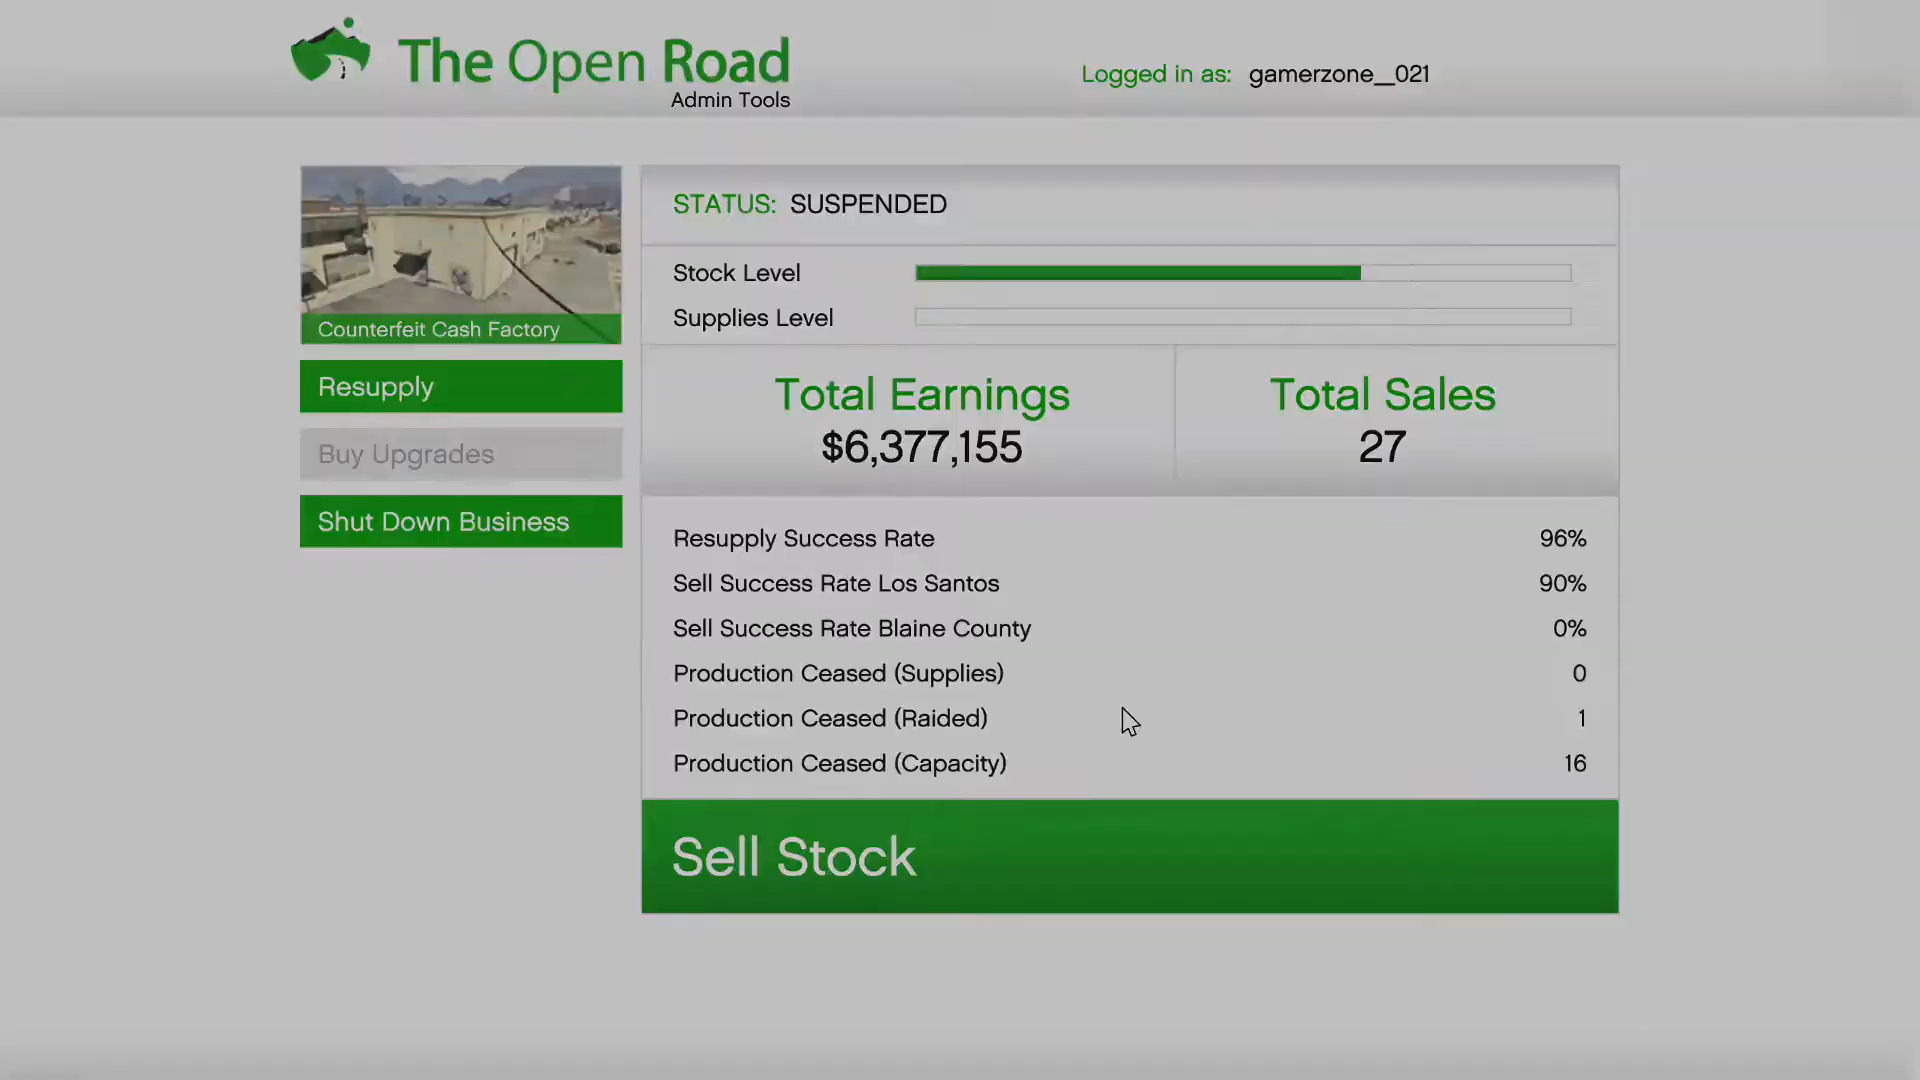 The Open Road
Admin Tools
Logged in as: gamerzone__021
Counterfeit Cash Factory
Resupply
Buy Upgrades
Shut Down Business
STATUS: SUSPENDED
Stock Level
Supplies Level
Total Earnings
$6,377,155
Total Sales
27
Resupply Success Rate 96%
Sell Success Rate Los Santos 90%
Sell Success Rate Blaine County 0%
Production Ceased (Supplies) 0
Production Ceased (Raided) 1
Production Ceased (Capacity) 16
Sell Stock